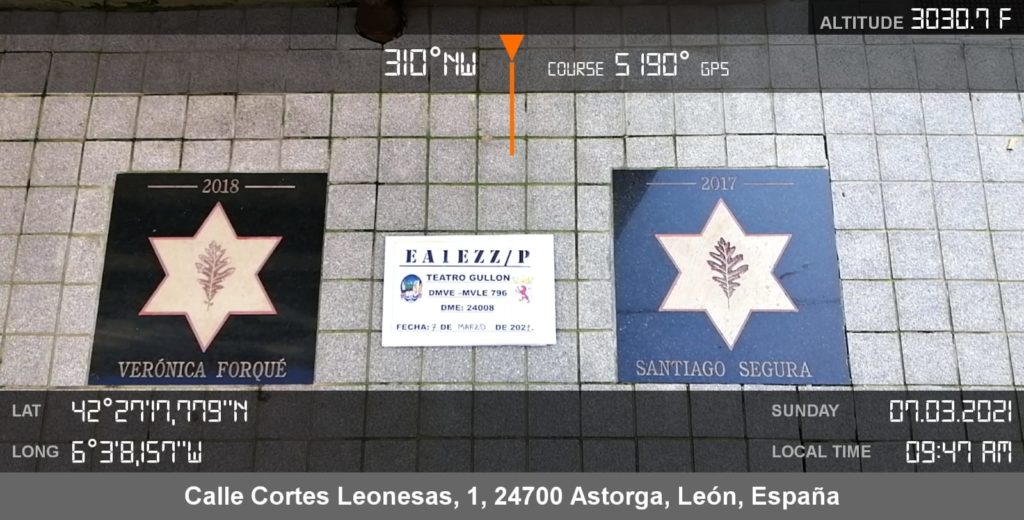 ALTITUDE 3030.7 F
310°NW
COURSE S 190° GPS
2018
VERÓNICA FORQUÉ
EA1EZZ/P
TEATRO GULLON
DMVE –MVLE 796
DME: 24008
FECHA: 7 DE MARZO DE 2021.
2017
SANTIAGO SEGURA
LAT 42°27'17,779"N
LONG 6°3'8,157"W
SUNDAY 07.03.2021
LOCAL TIME 09:47 AM
Calle Cortes Leonesas, 1, 24700 Astorga, León, España